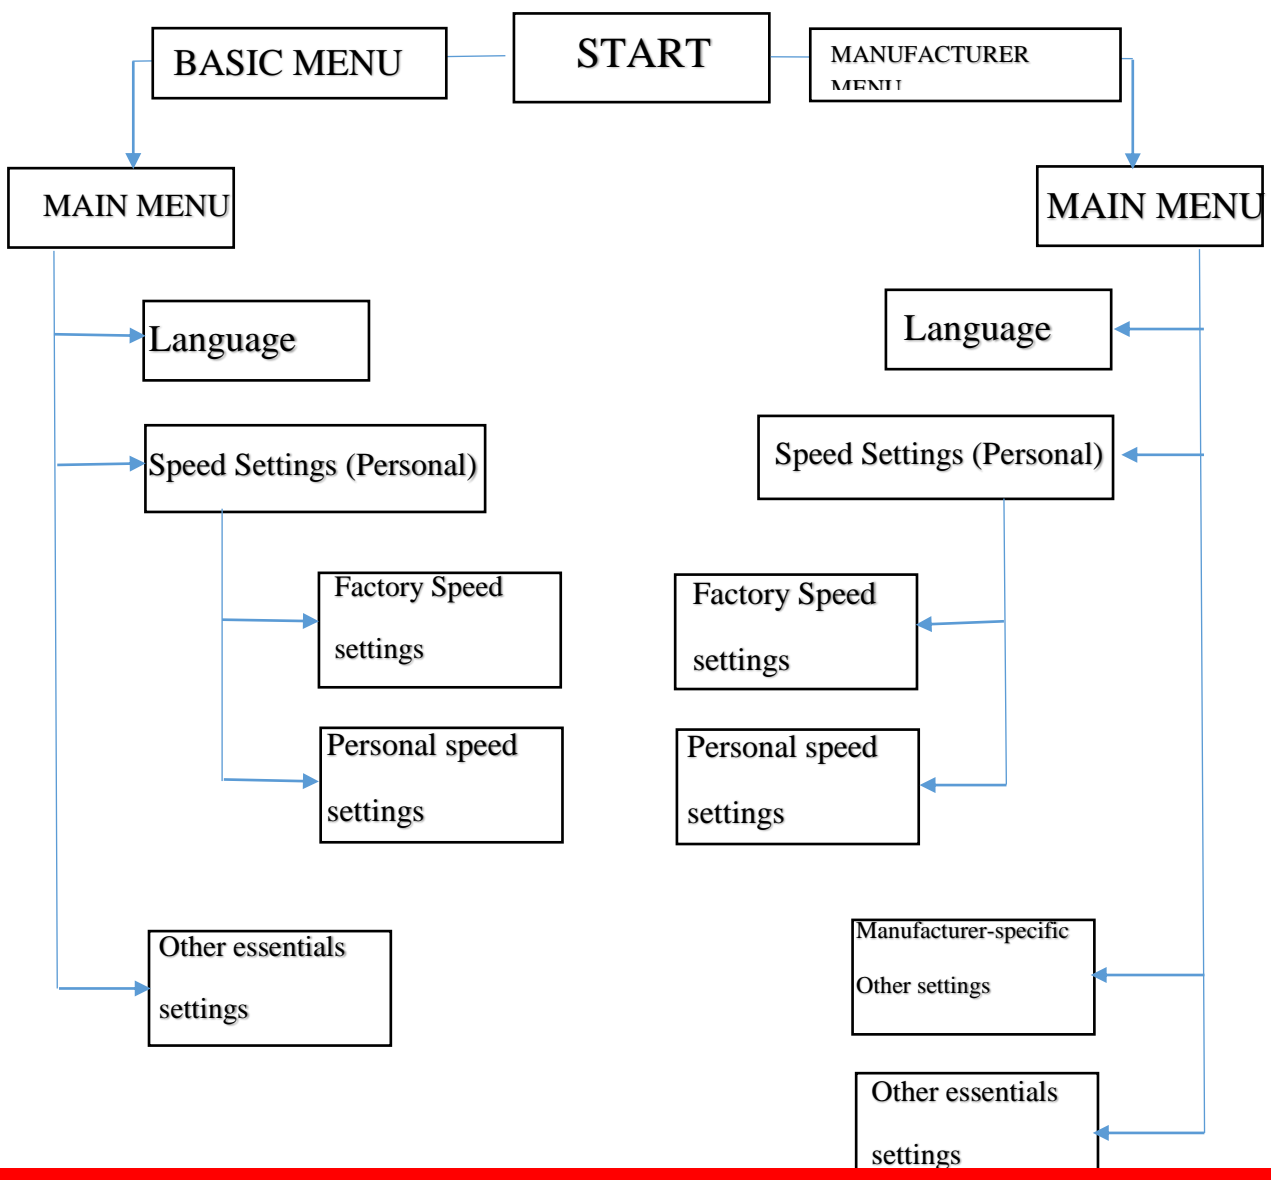 BASIC MENU
START
MANUFACTURER
MENU
MAIN MENU
MAIN MENU
Language
Language
Speed Settings (Personal)
Speed Settings (Personal)
Factory Speed
settings
Factory Speed
settings
Personal speed
settings
Personal speed
settings
Other essentials
settings
Manufacturer-specific
Other settings
Other essentials
settings